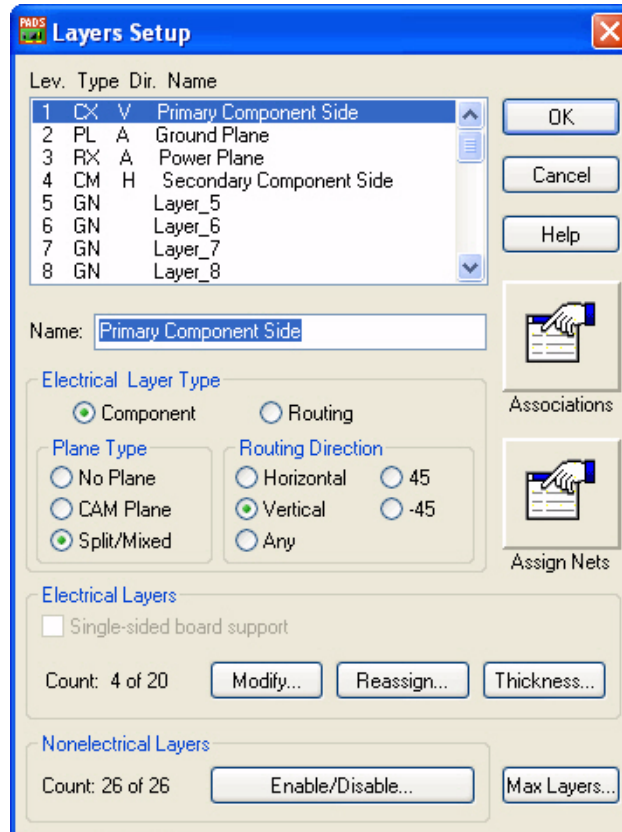 PADS
Layers Setup
Lev. Type Dir. Name
1 CX V Primary Component Side
2 PL A Ground Plane
3 RX A Power Plane
4 CM H Secondary Component Side
5 GN Layer_5
6 GN Layer_6
7 GN Layer_7
8 GN Layer_8
OK
Cancel
Help
Name: Primary Component Side
Associations
Electrical Layer Type
Component Routing
Plane Type
No Plane
CAM Plane
Split/Mixed
Routing Direction
Horizontal 45
Vertical -45
Any
Assign Nets
Electrical Layers
Single-sided board support
Count: 4 of 20 Modify... Reassign... Thickness...
Nonelectrical Layers
Count: 26 of 26 Enable/Disable... Max Layers...